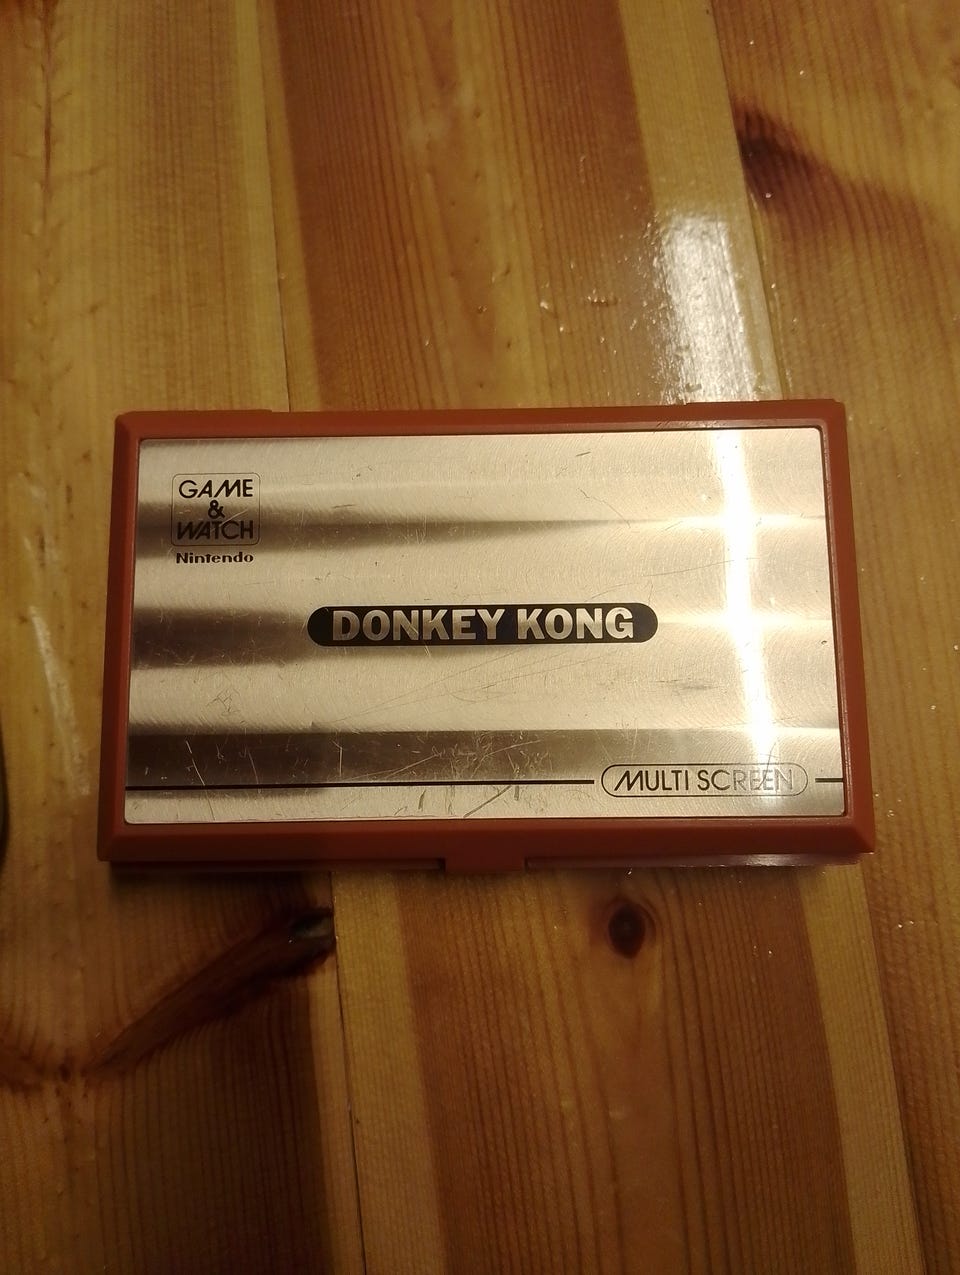 GAME
&
WATCH
Nintendo
DONKEY KONG
MULTI SCREEN